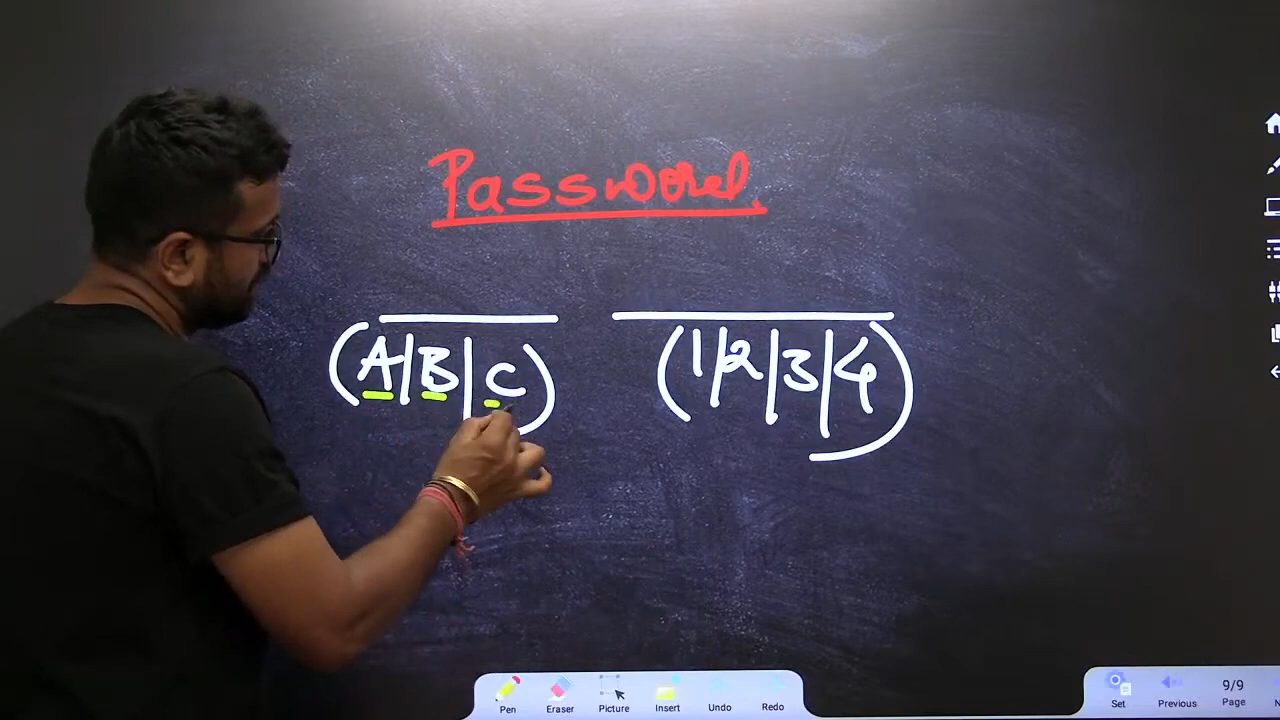 Password
(A|B|C) (1|2|3|4)
Pen Eraser Picture Insert Undo Redo
Set Previous 9/9 Page